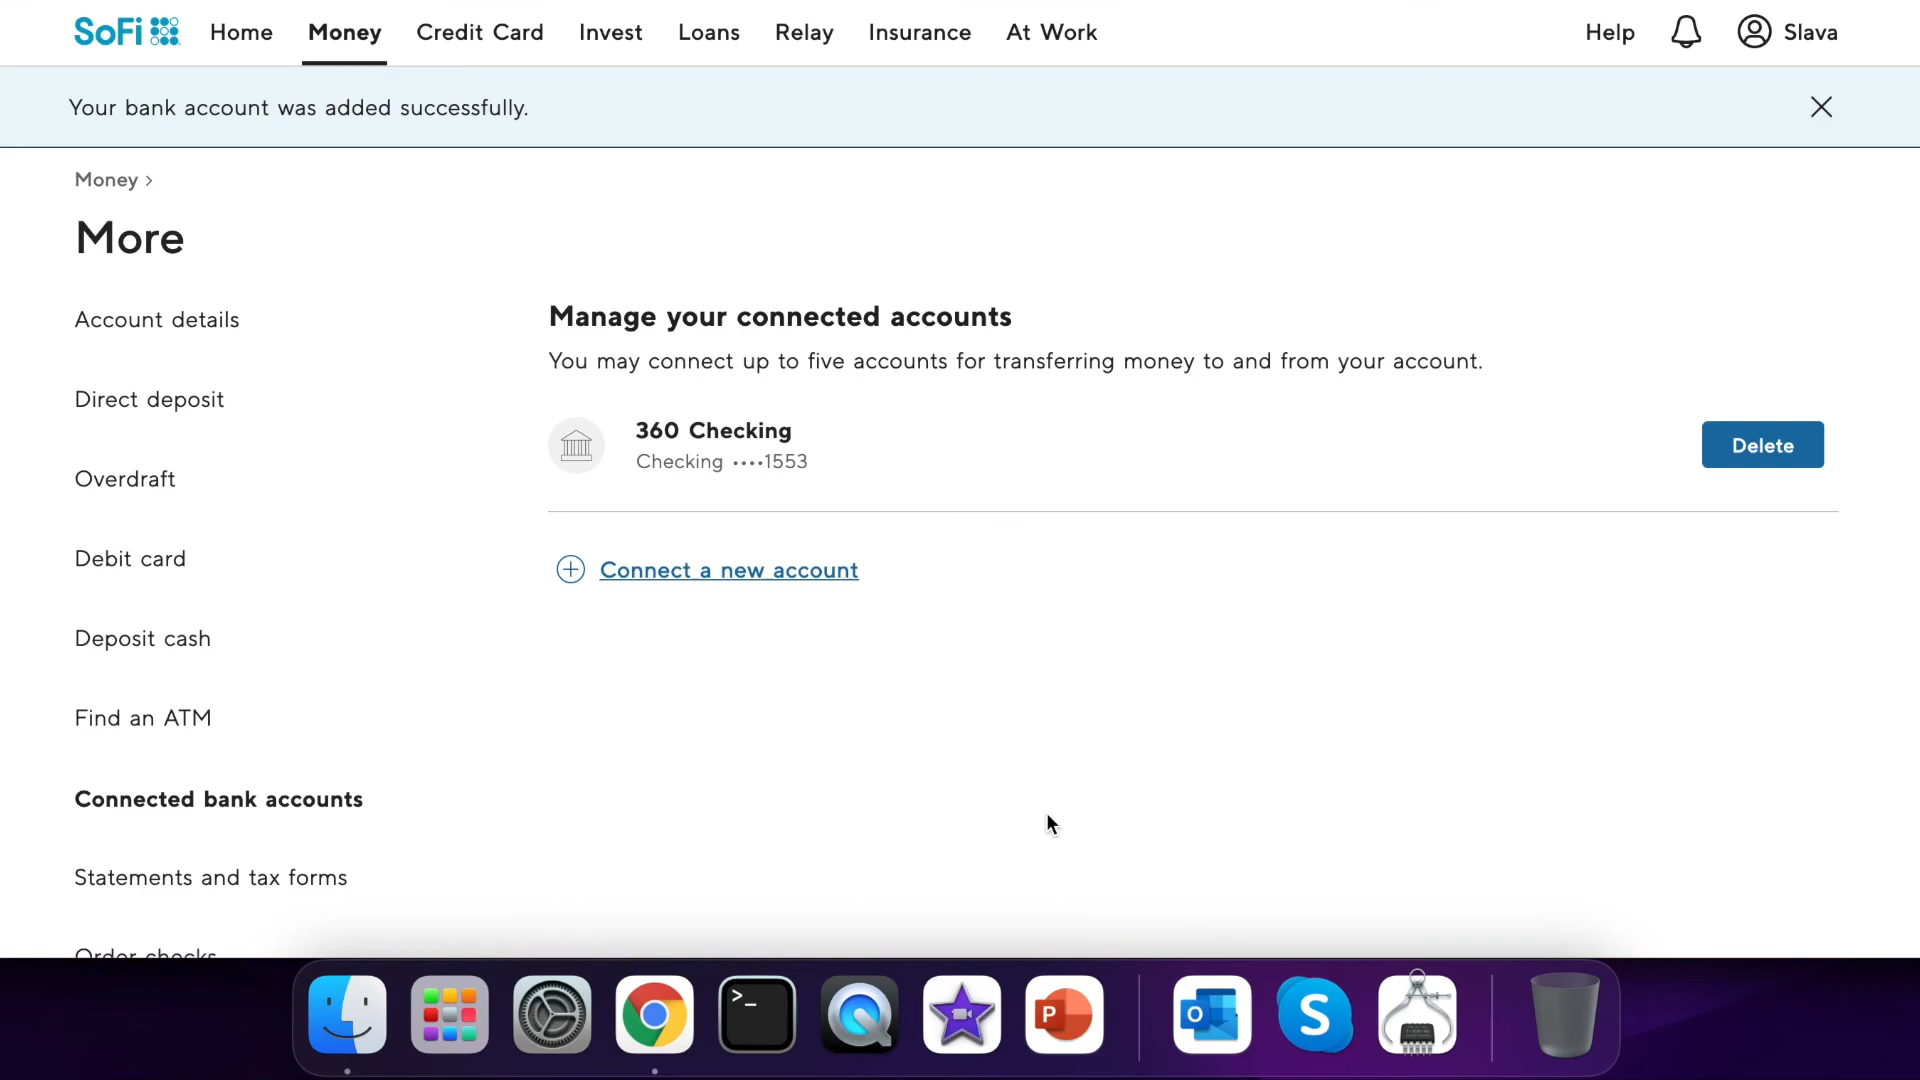 SoFi Home Money Credit Card Invest Loans Relay Insurance At Work Help Slava
Your bank account was added successfully.
Money >
More
Account details
Direct deposit
Overdraft
Debit card
Deposit cash
Find an ATM
Connected bank accounts
Statements and tax forms
Order checks
Manage your connected accounts
You may connect up to five accounts for transferring money to and from your account.
360 Checking
Checking ••••1553
Delete
Connect a new account
>_
P
O
S